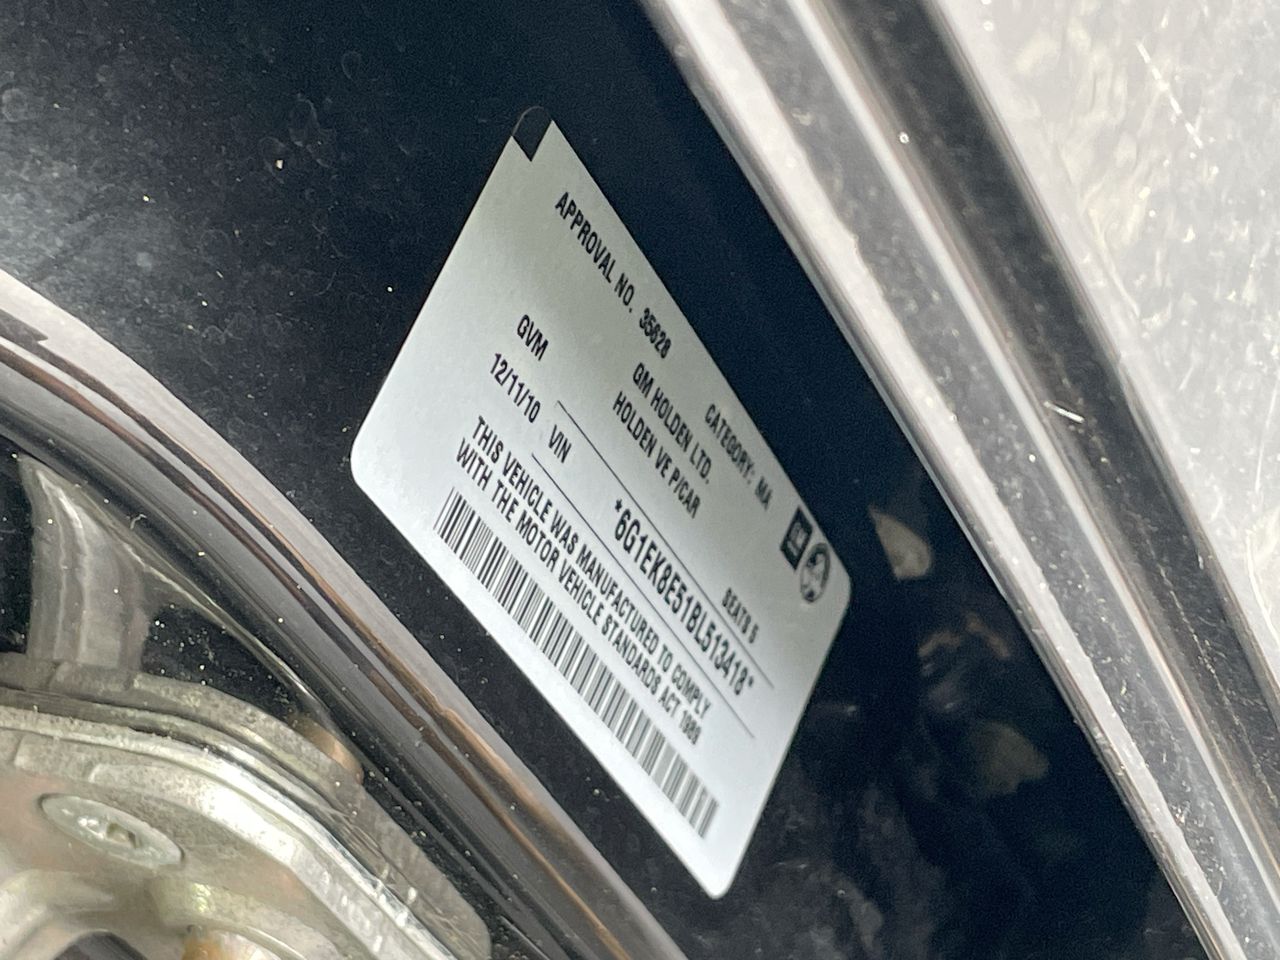 APPROVAL NO. 35628 CATEGORY: MA
GM HOLDEN LTD.
HOLDEN VE P/CAR
GVM SEATS 5
12/11/10 VIN *6G1EK8E51BL513418*
THIS VEHICLE WAS MANUFACTURED TO COMPLY
WITH THE MOTOR VEHICLE STANDARDS ACT 1989
GM